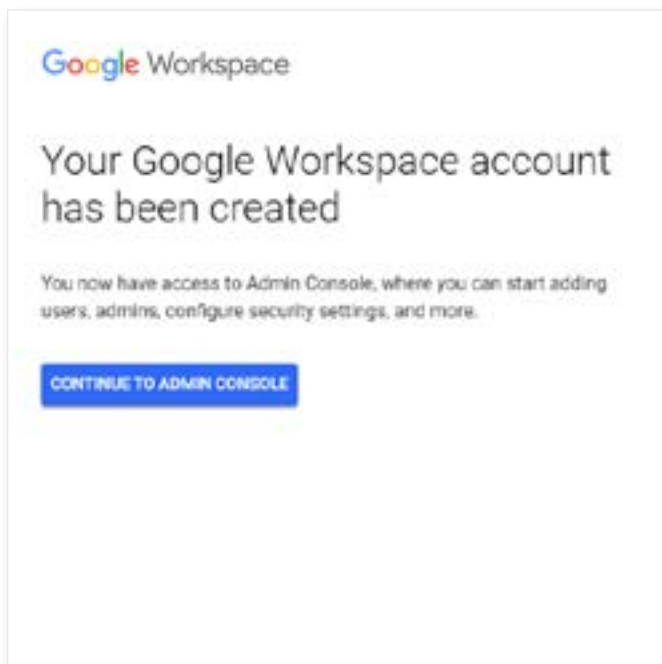 Google Workspace
Your Google Workspace account
has been created
You now have access to Admin Console, where you can start adding
users, admins, configure security settings, and more.
CONTINUE TO ADMIN CONSOLE